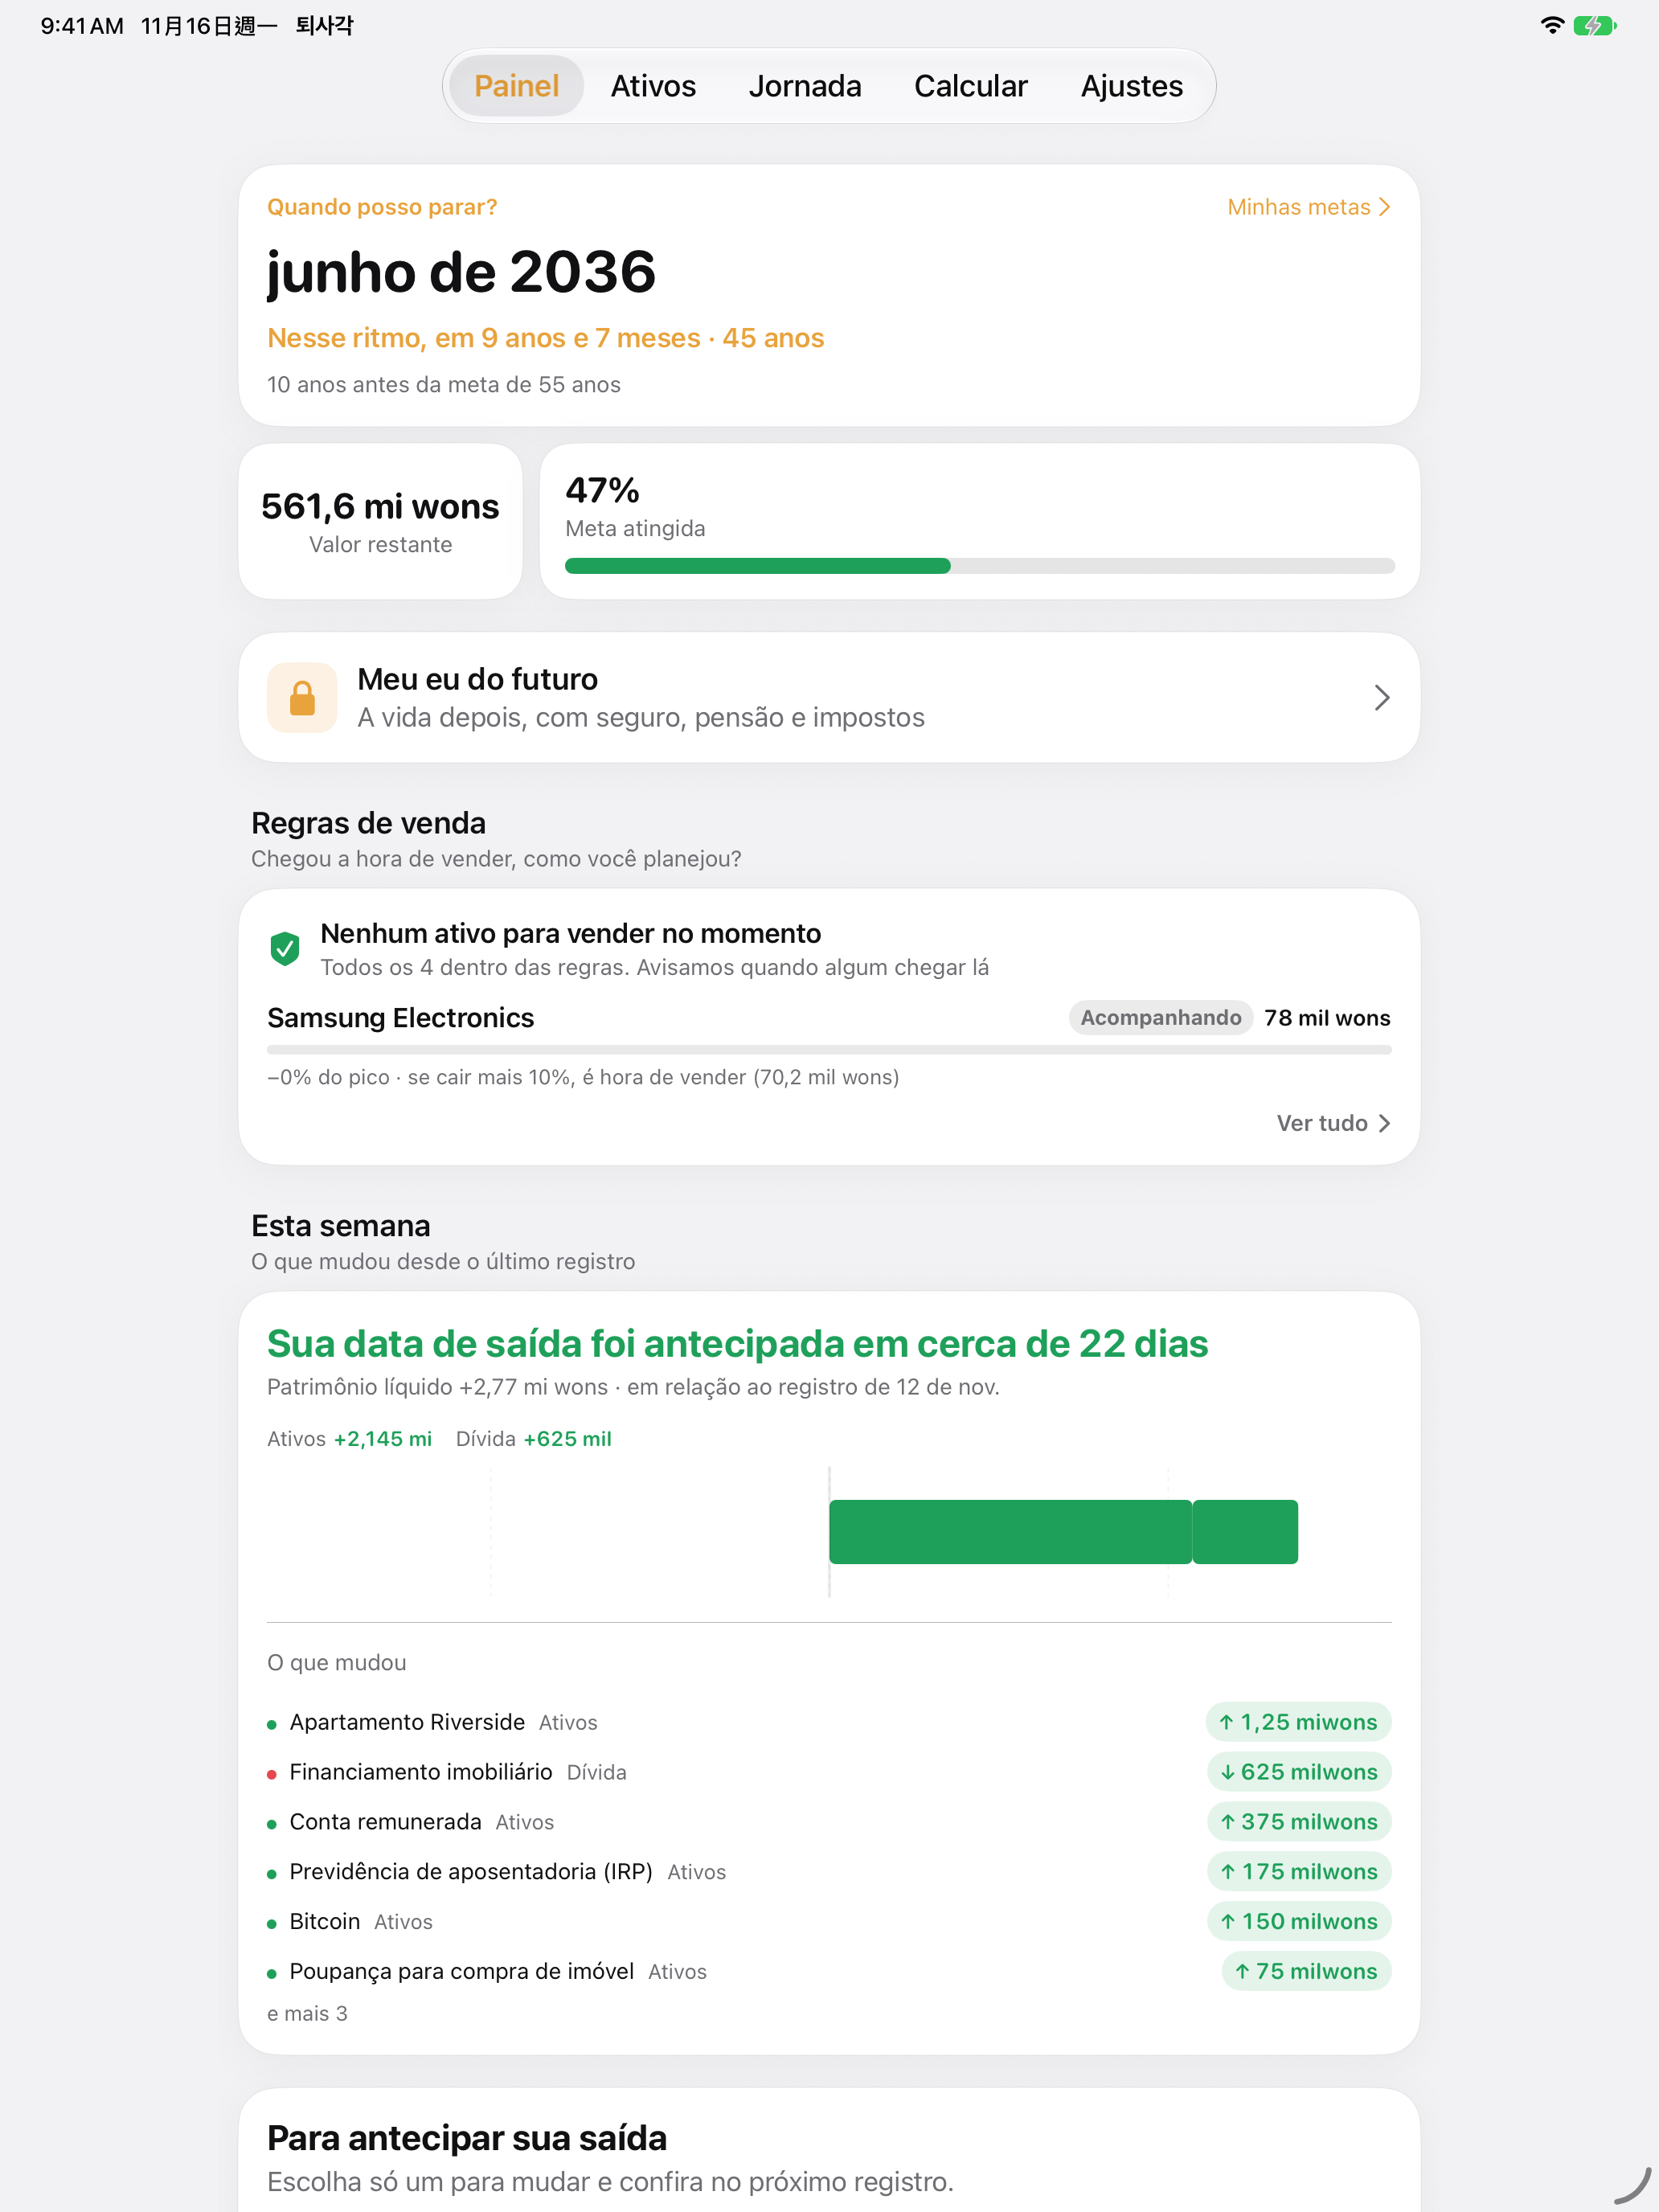 9:41 AM 11月16日週一 퇴사각
Painel Ativos Jornada Calcular Ajustes
Quando posso parar? Minhas metas
junho de 2036
Nesse ritmo, em 9 anos e 7 meses · 45 anos
10 anos antes da meta de 55 anos
561,6 mi wons
Valor restante
47%
Meta atingida
Meu eu do futuro
A vida depois, com seguro, pensão e impostos
Regras de venda
Chegou a hora de vender, como você planejou?
Nenhum ativo para vender no momento
Todos os 4 dentro das regras. Avisamos quando algum chegar lá
Samsung Electronics Acompanhando 78 mil wons
−0% do pico · se cair mais 10%, é hora de vender (70,2 mil wons)
Ver tudo
Esta semana
O que mudou desde o último registro
Sua data de saída foi antecipada em cerca de 22 dias
Patrimônio líquido +2,77 mi wons · em relação ao registro de 12 de nov.
Ativos +2,145 mi Dívida +625 mil
O que mudou
Apartamento Riverside Ativos ↑ 1,25 miwons
Financiamento imobiliário Dívida ↓ 625 milwons
Conta remunerada Ativos ↑ 375 milwons
Previdência de aposentadoria (IRP) Ativos ↑ 175 milwons
Bitcoin Ativos ↑ 150 milwons
Poupança para compra de imóvel Ativos ↑ 75 milwons
e mais 3
Para antecipar sua saída
Escolha só um para mudar e confira no próximo registro.